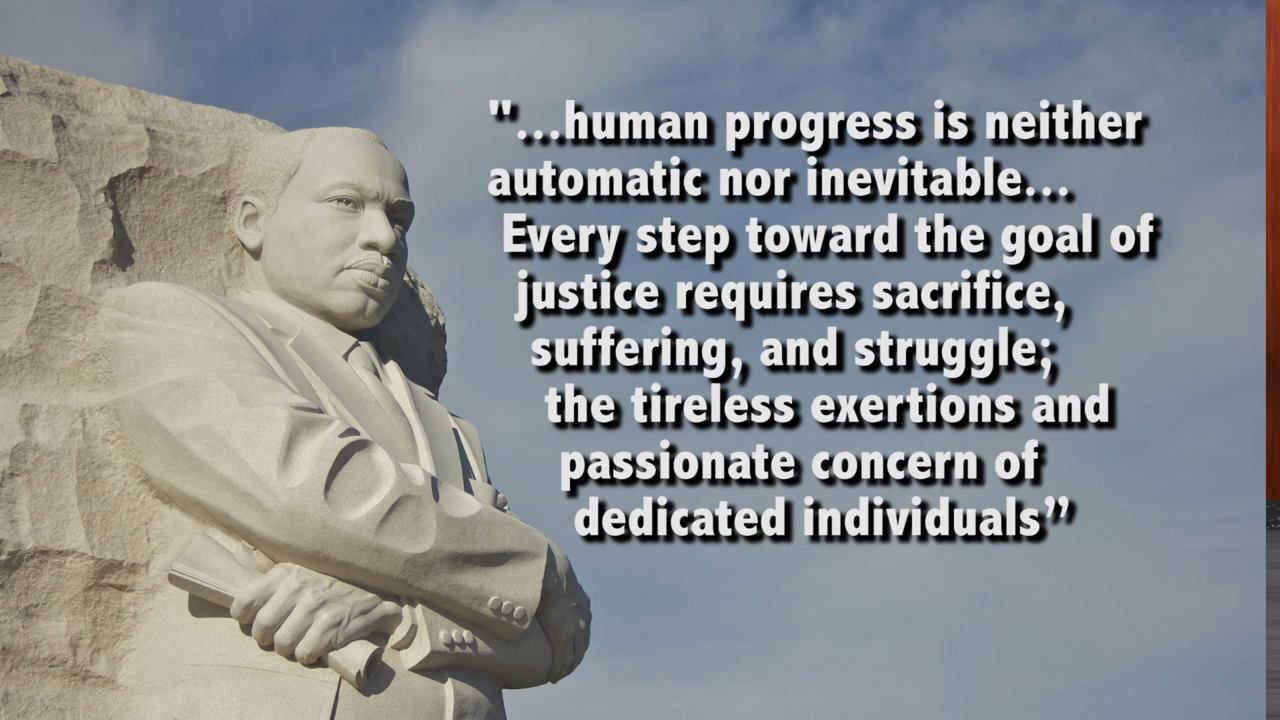 "...human progress is neither
automatic nor inevitable...
Every step toward the goal of
justice requires sacrifice,
suffering, and struggle;
the tireless exertions and
passionate concern of
dedicated individuals”